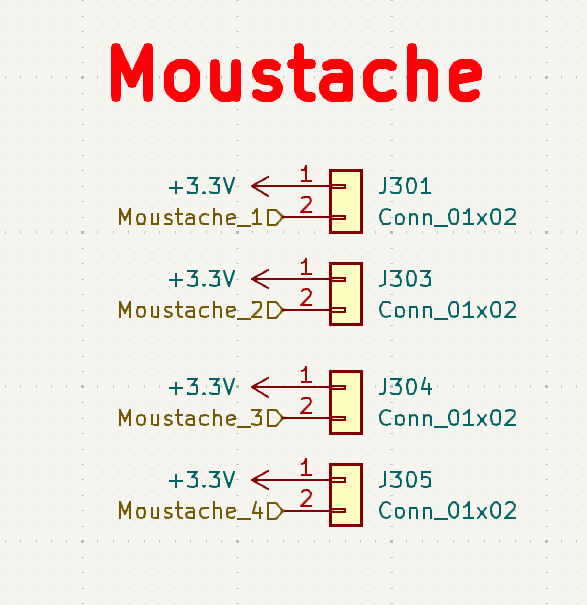 Moustache
+3.3V 1 J301
Moustache_1 2 Conn_01x02
+3.3V 1 J303
Moustache_2 2 Conn_01x02
+3.3V 1 J304
Moustache_3 2 Conn_01x02
+3.3V 1 J305
Moustache_4 2 Conn_01x02